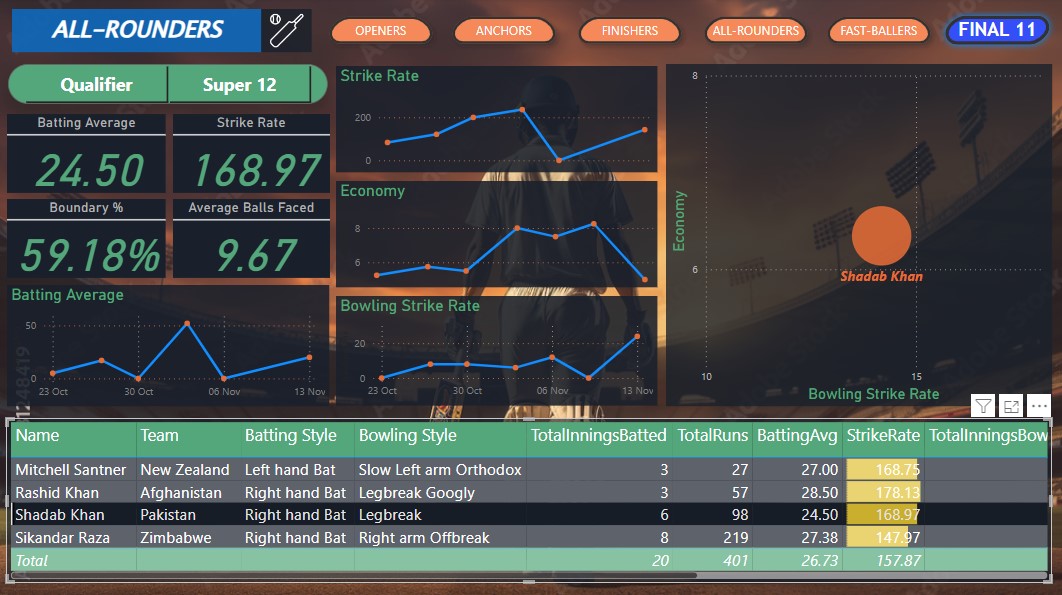 ALL-ROUNDERS
OPENERS
ANCHORS
FINISHERS
ALL-ROUNDERS
FAST-BALLERS
FINAL 11
Qualifier
Super 12
Batting Average
Strike Rate
24.50
168.97
Boundary %
Average Balls Faced
59.18%
9.67
Batting Average
50
0
23 Oct 30 Oct 06 Nov 13 Nov
Strike Rate
200
0
Economy
8
6
Bowling Strike Rate
20
0
23 Oct 30 Oct 06 Nov 13 Nov
8
Economy
6
Shadab Khan
10 15
Bowling Strike Rate
Name Team Batting Style Bowling Style TotalInningsBatted TotalRuns BattingAvg StrikeRate TotalInningsBow
Mitchell Santner New Zealand Left hand Bat Slow Left arm Orthodox 3 27 27.00 168.75
Rashid Khan Afghanistan Right hand Bat Legbreak Googly 3 57 28.50 178.13
Shadab Khan Pakistan Right hand Bat Legbreak 6 98 24.50 168.97
Sikandar Raza Zimbabwe Right hand Bat Right arm Offbreak 8 219 27.38 147.97
Total 20 401 26.73 157.87